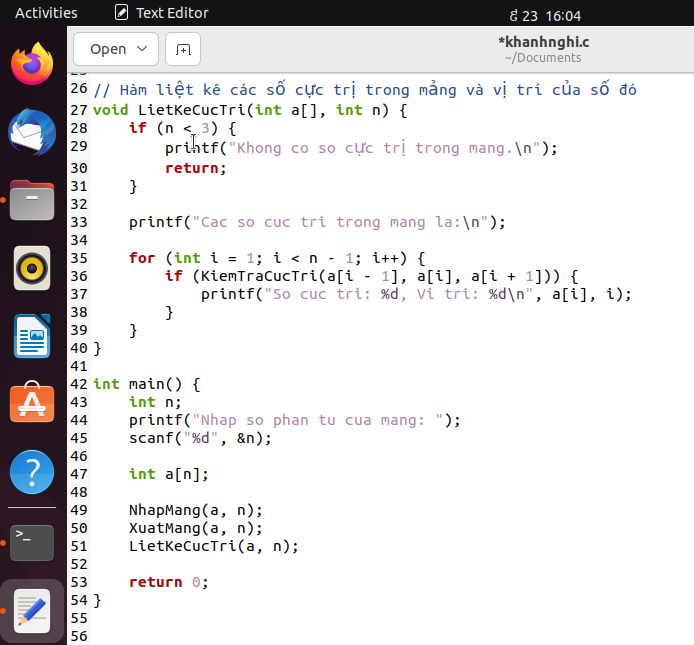 Activities Text Editor 23 16:04
Open *khanhnghi.c
~/Documents
26 // Hàm liệt kê các số cực trị trong mảng và vị trí của số đó
27 void LietKeCucTri(int a[], int n) {
28     if (n < 3) {
29         printf("Khong co so cực trị trong mang.\n");
30         return;
31     }
32
33     printf("Cac so cuc tri trong mang la:\n");
34
35     for (int i = 1; i < n - 1; i++) {
36         if (KiemTraCucTri(a[i - 1], a[i], a[i + 1])) {
37             printf("So cuc tri: %d, Vi tri: %d\n", a[i], i);
38         }
39     }
40 }
41
42 int main() {
43     int n;
44     printf("Nhap so phan tu cua mang: ");
45     scanf("%d", &n);
46
47     int a[n];
48
49     NhapMang(a, n);
50     XuatMang(a, n);
51     LietKeCucTri(a, n);
52
53     return 0;
54 }
55
56